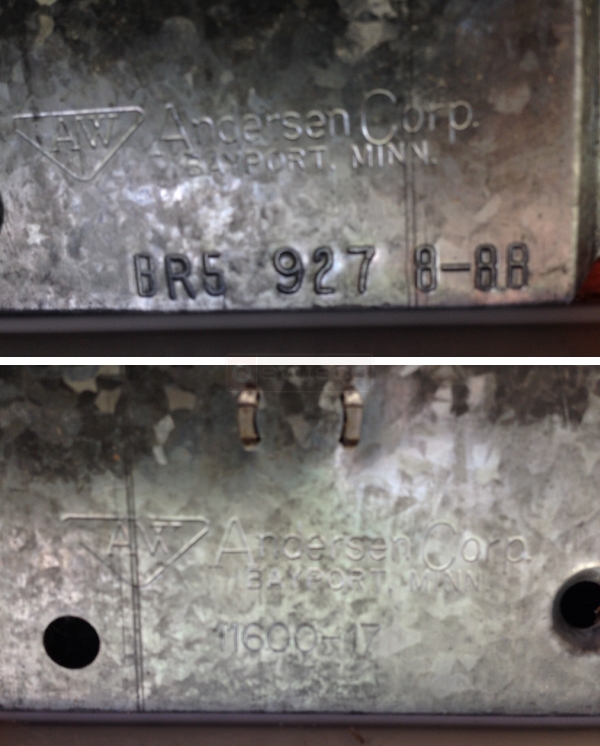 AW Andersen Corp.
BAYPORT, MINN.
BR5 927 8-88
AW Andersen Corp.
BAYPORT, MINN.
11600-17